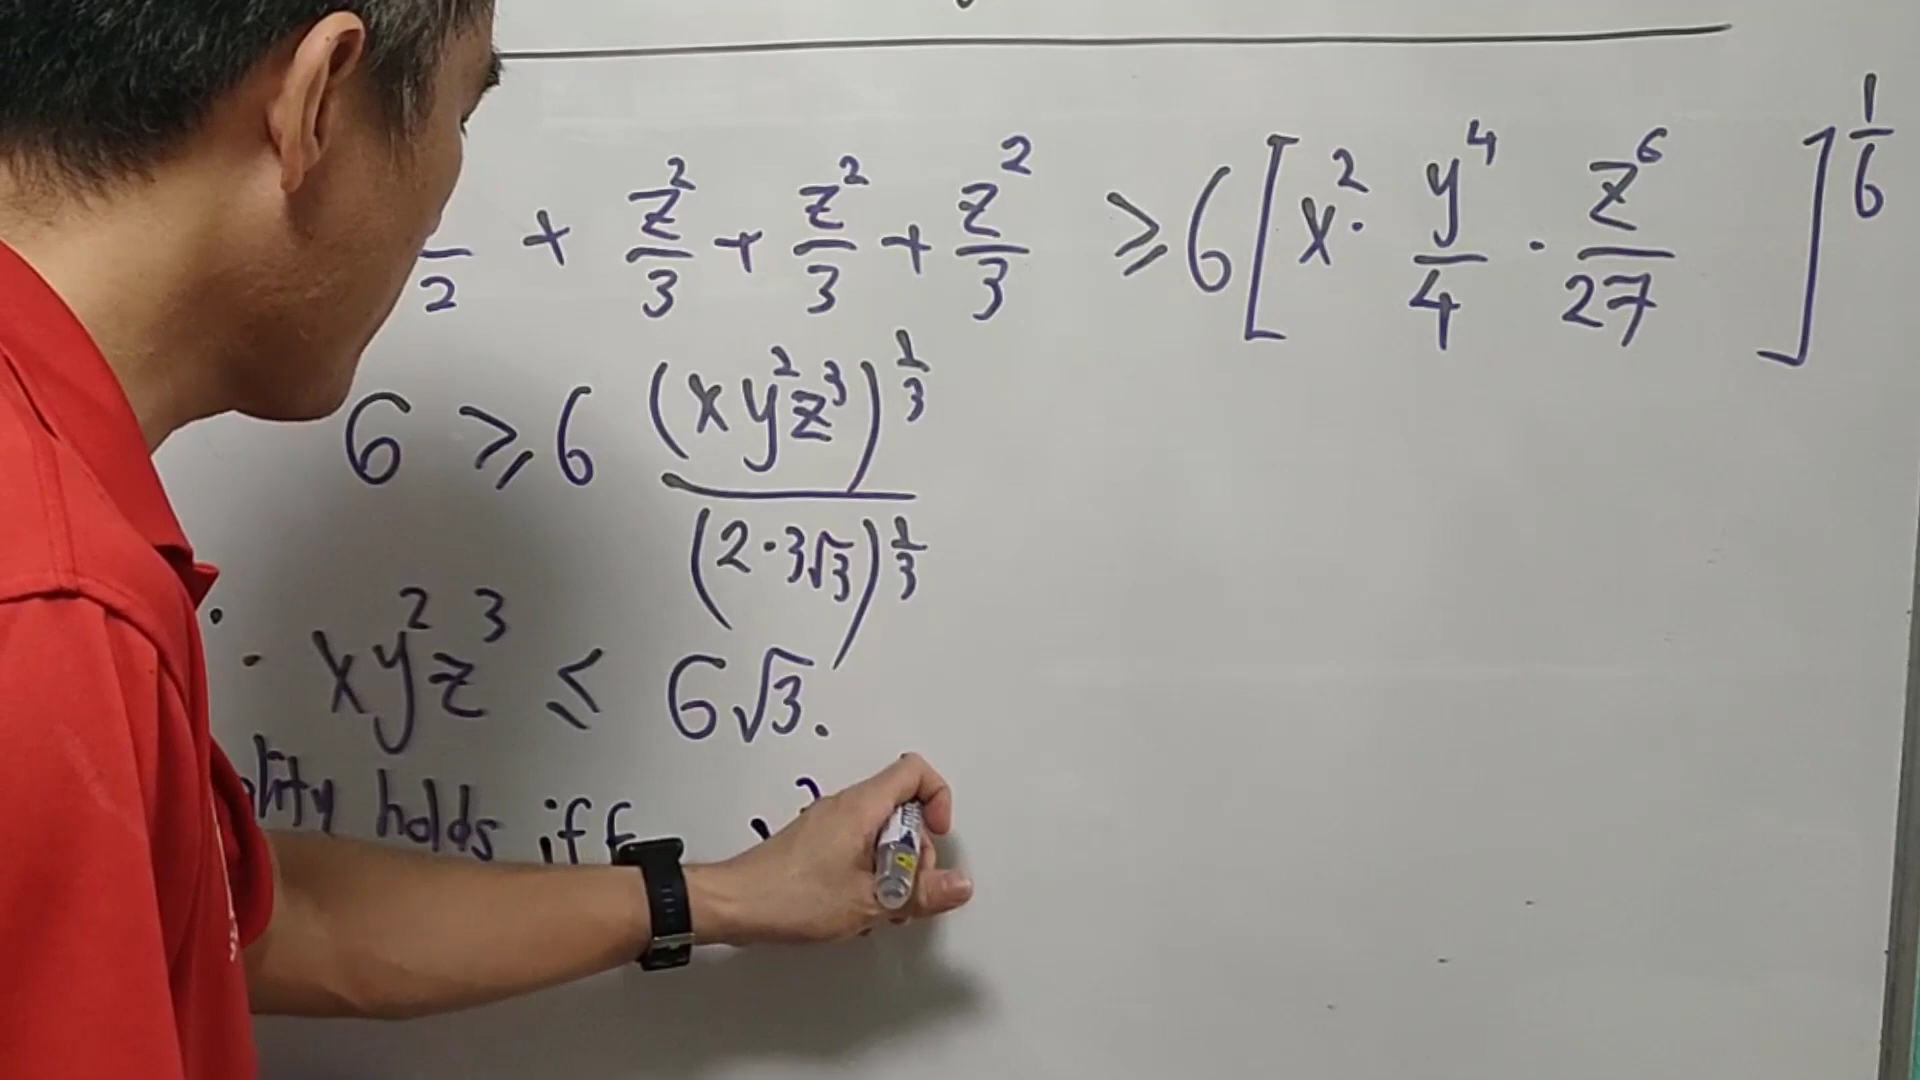 /2 + z²/3 + z²/3 + z²/3 ≥ 6[x² · y⁴/4 · z⁶/27]^(1/6)
6 ≥ 6 (xy²z³)^(1/3) / (2·3√3)^(1/3)
xy²z³ ≤ 6√3.
holds iff